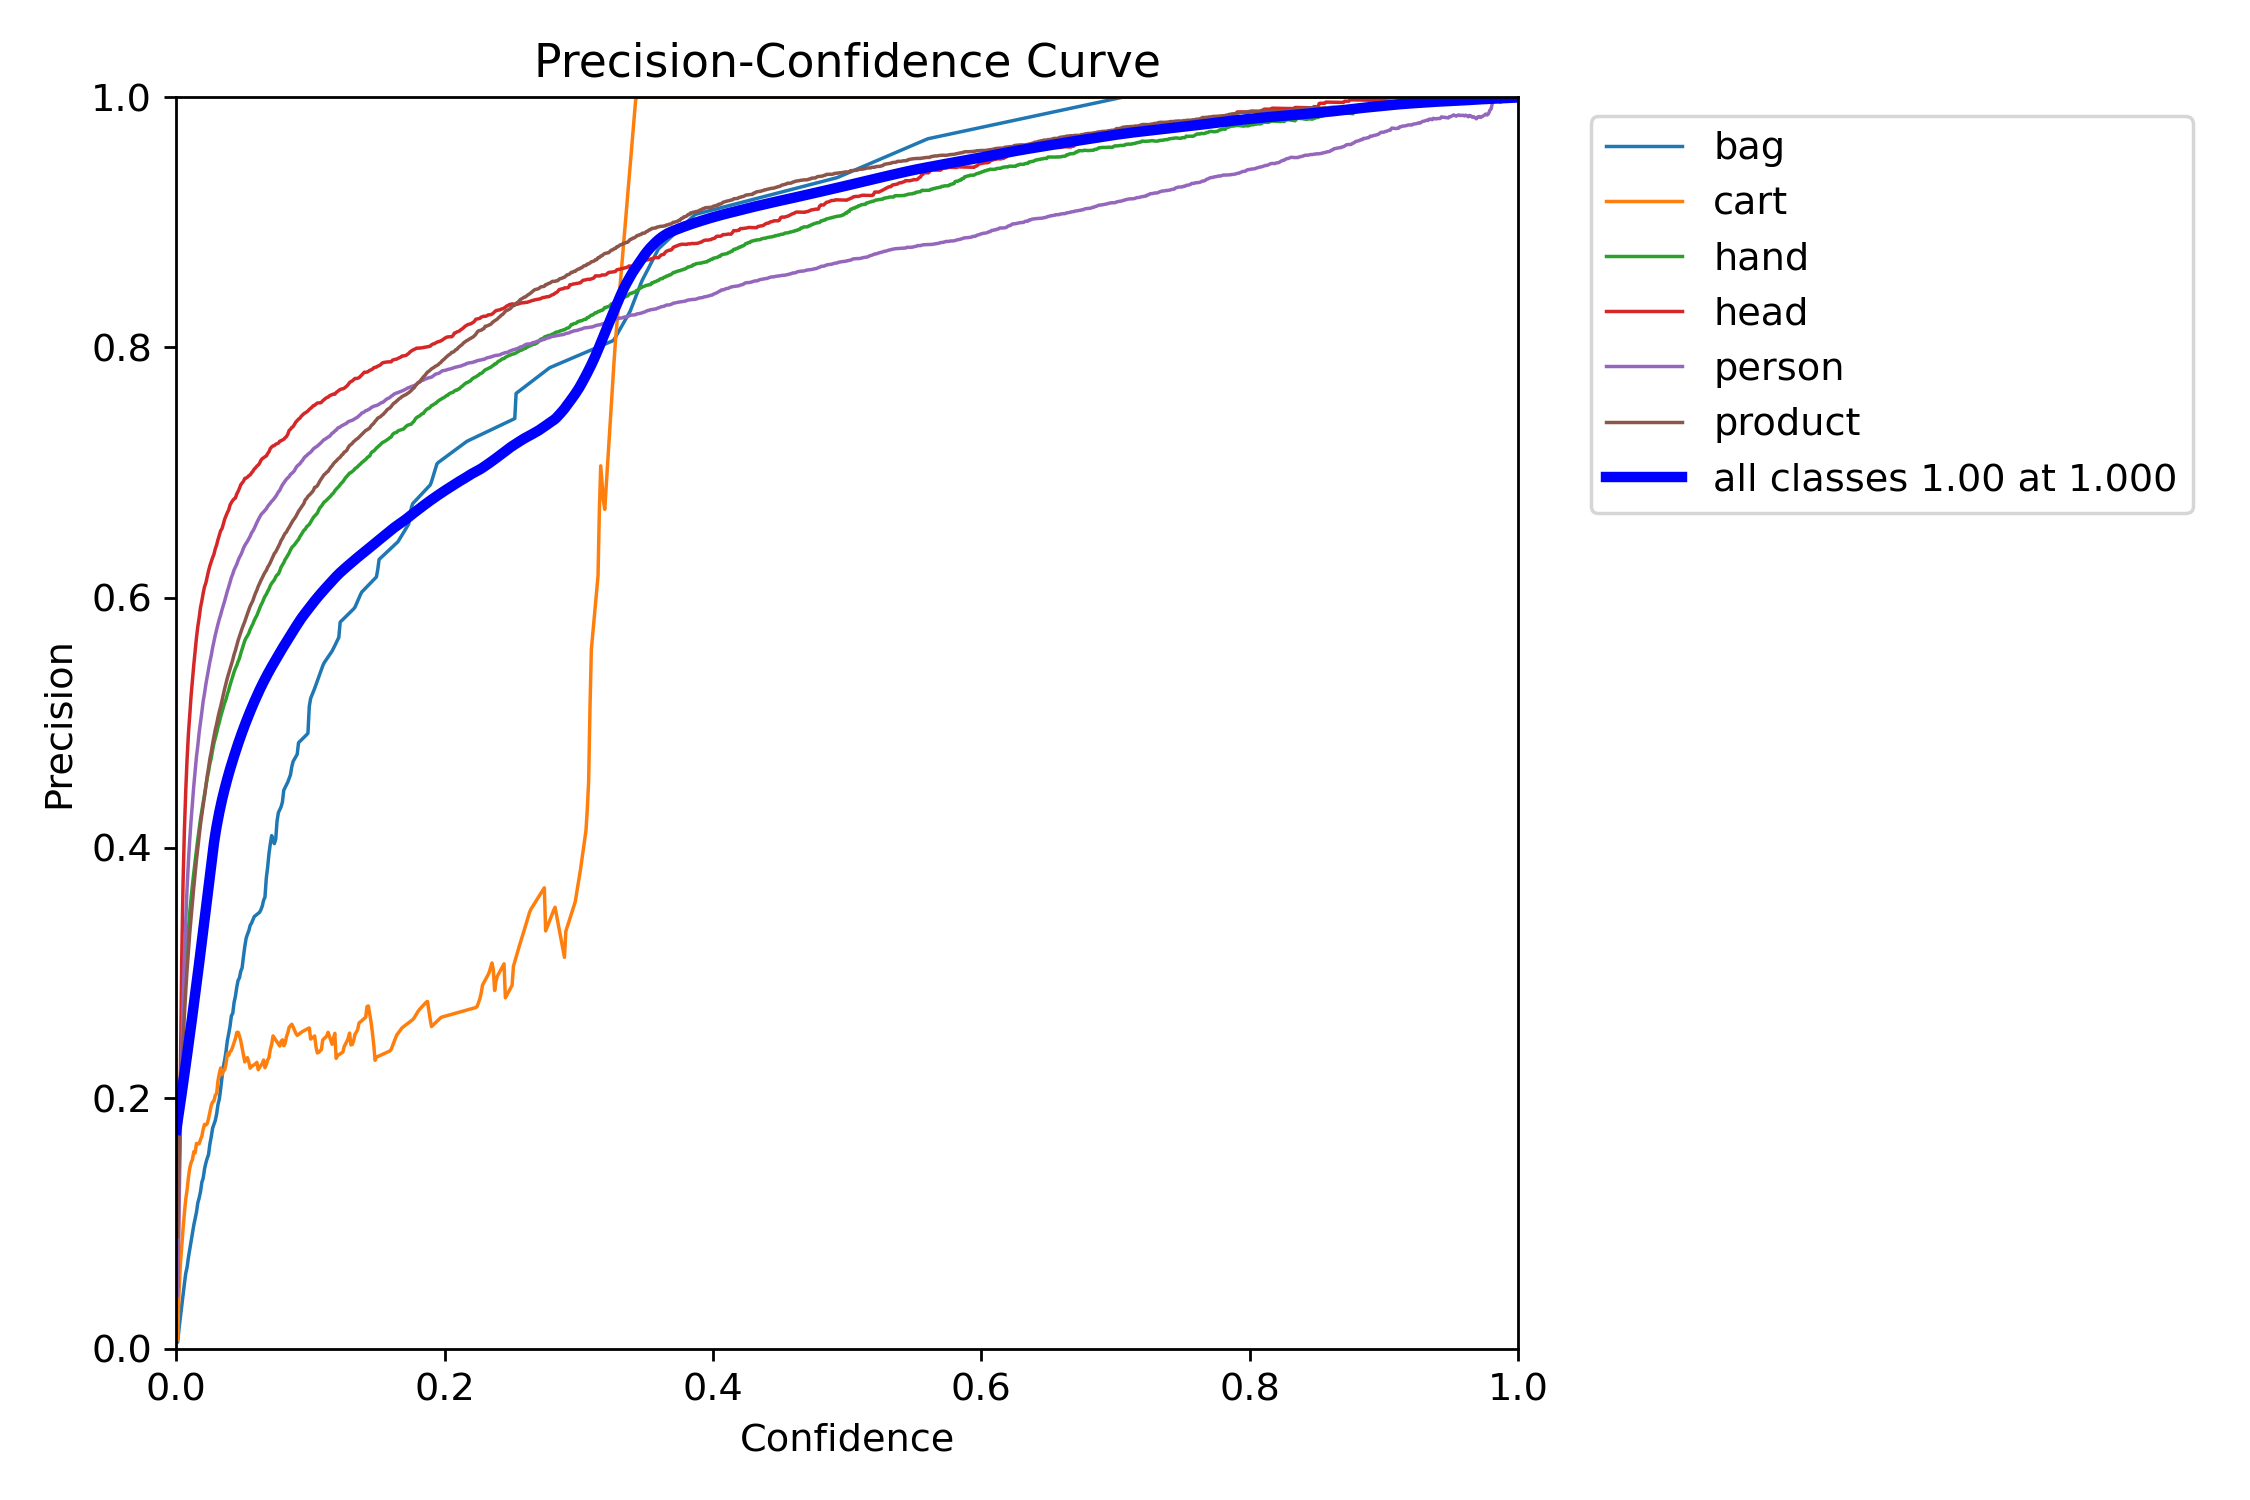 Precision-Confidence Curve
1.0
0.8
0.6
0.4
0.2
0.0
Precision
0.0 0.2 0.4 0.6 0.8 1.0
Confidence
bag
cart
hand
head
person
product
all classes 1.00 at 1.000